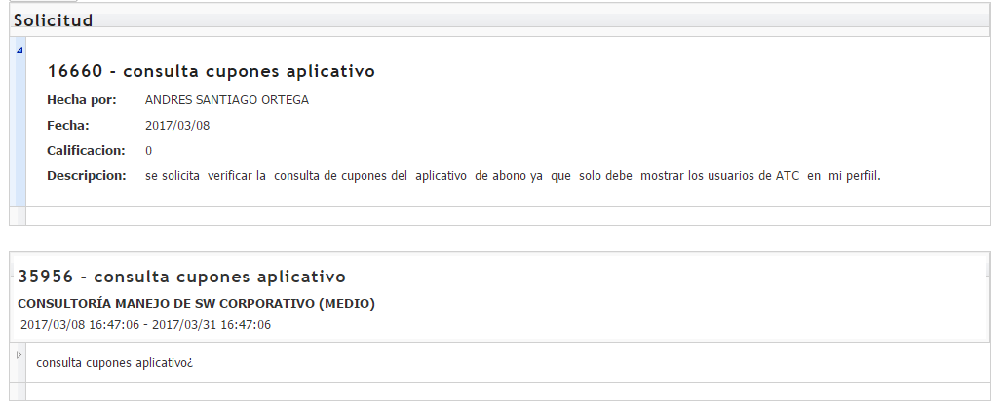 Solicitud
16660 - consulta cupones aplicativo
Hecha por: ANDRES SANTIAGO ORTEGA
Fecha: 2017/03/08
Calificacion: 0
Descripcion: se solicita verificar la consulta de cupones del aplicativo de abono ya que solo debe mostrar los usuarios de ATC en mi perfiil.
35956 - consulta cupones aplicativo
CONSULTORÍA MANEJO DE SW CORPORATIVO (MEDIO)
2017/03/08 16:47:06 - 2017/03/31 16:47:06
consulta cupones aplicativo¿